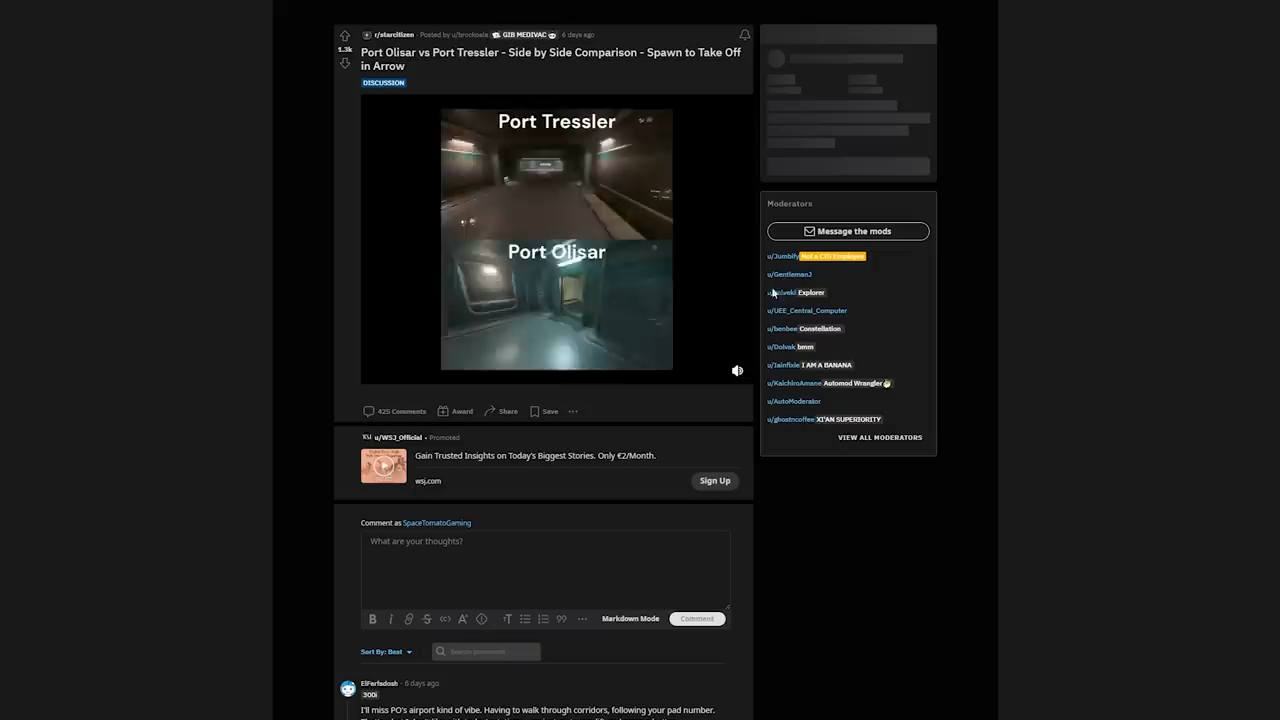 r/starcitizen · Posted by u/brockoala GIB MEDIVAC 6 days ago
1.3k
Port Olisar vs Port Tressler - Side by Side Comparison - Spawn to Take Off
in Arrow
DISCUSSION
Port Tressler
Port Olisar
425 Comments Award Share Save
u/WSJ_Official • Promoted
Gain Trusted Insights on Today's Biggest Stories. Only €2/Month.
wsj.com
Sign Up
Comment as SpaceTomatoGaming
What are your thoughts?
Markdown Mode Comment
Sort By: Best
Search comments
ElFarfadosh · 6 days ago
300i
I'll miss PO's airport kind of vibe. Having to walk through corridors, following your pad number.
Moderators
Message the mods
u/Jumbify Not a CIG Employee
u/GentlemanJ
Explorer
u/UEE_Central_Computer
u/benbee Constellation
u/Dolvak bmm
u/Iainfixie I AM A BANANA
u/KaichiroAmane Automod Wrangler
u/AutoModerator
u/ghostncoffee XI'AN SUPERIORITY
VIEW ALL MODERATORS